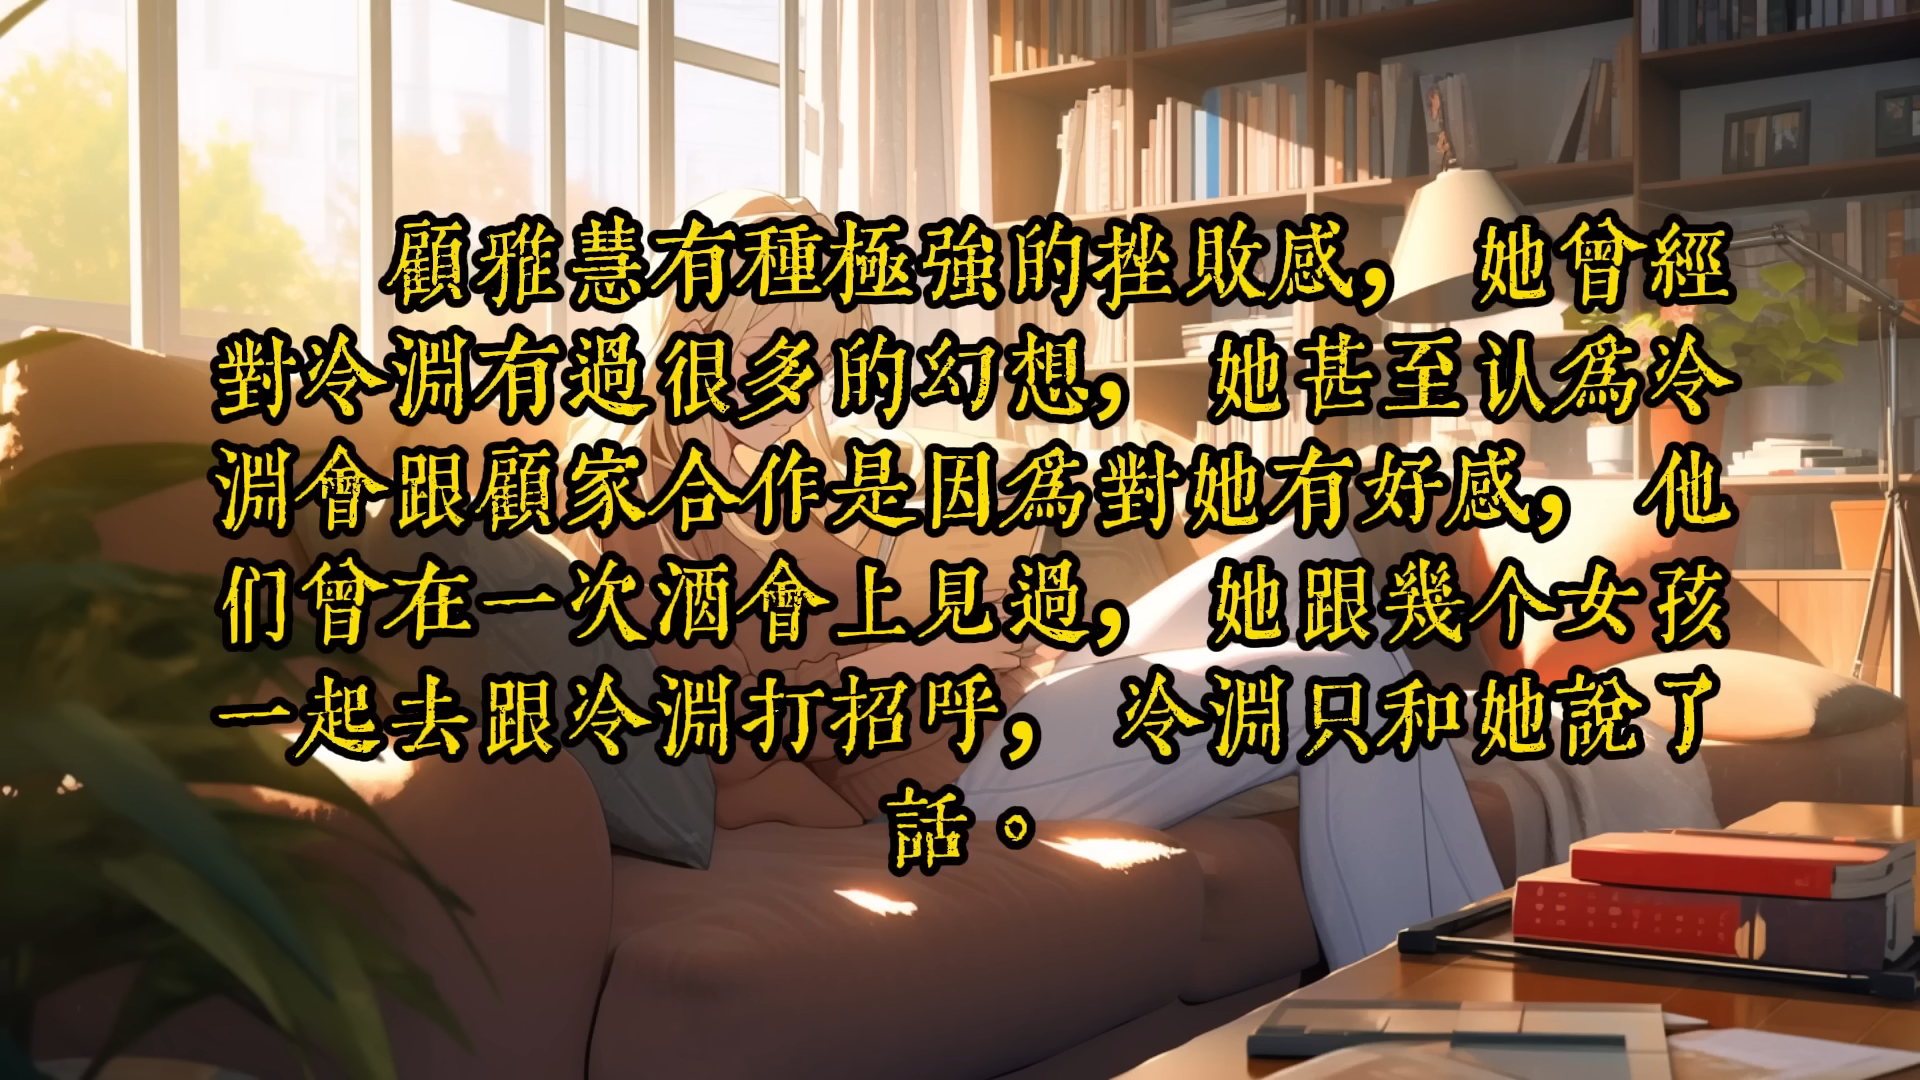 顧雅慧有種極強的挫敗感，她曾經
對冷淵有過很多的幻想，她甚至认爲冷
淵會跟顧家合作是因爲對她有好感，他
们曾在一次酒會上見過，她跟幾个女孩
一起去跟冷淵打招呼，冷淵只和她說了
話。